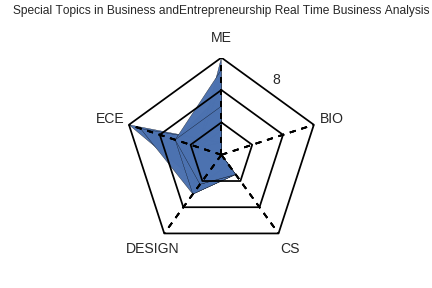 Special Topics in Business andEntrepreneurship Real Time Business Analysis
ME
8
ECE
BIO
DESIGN
CS